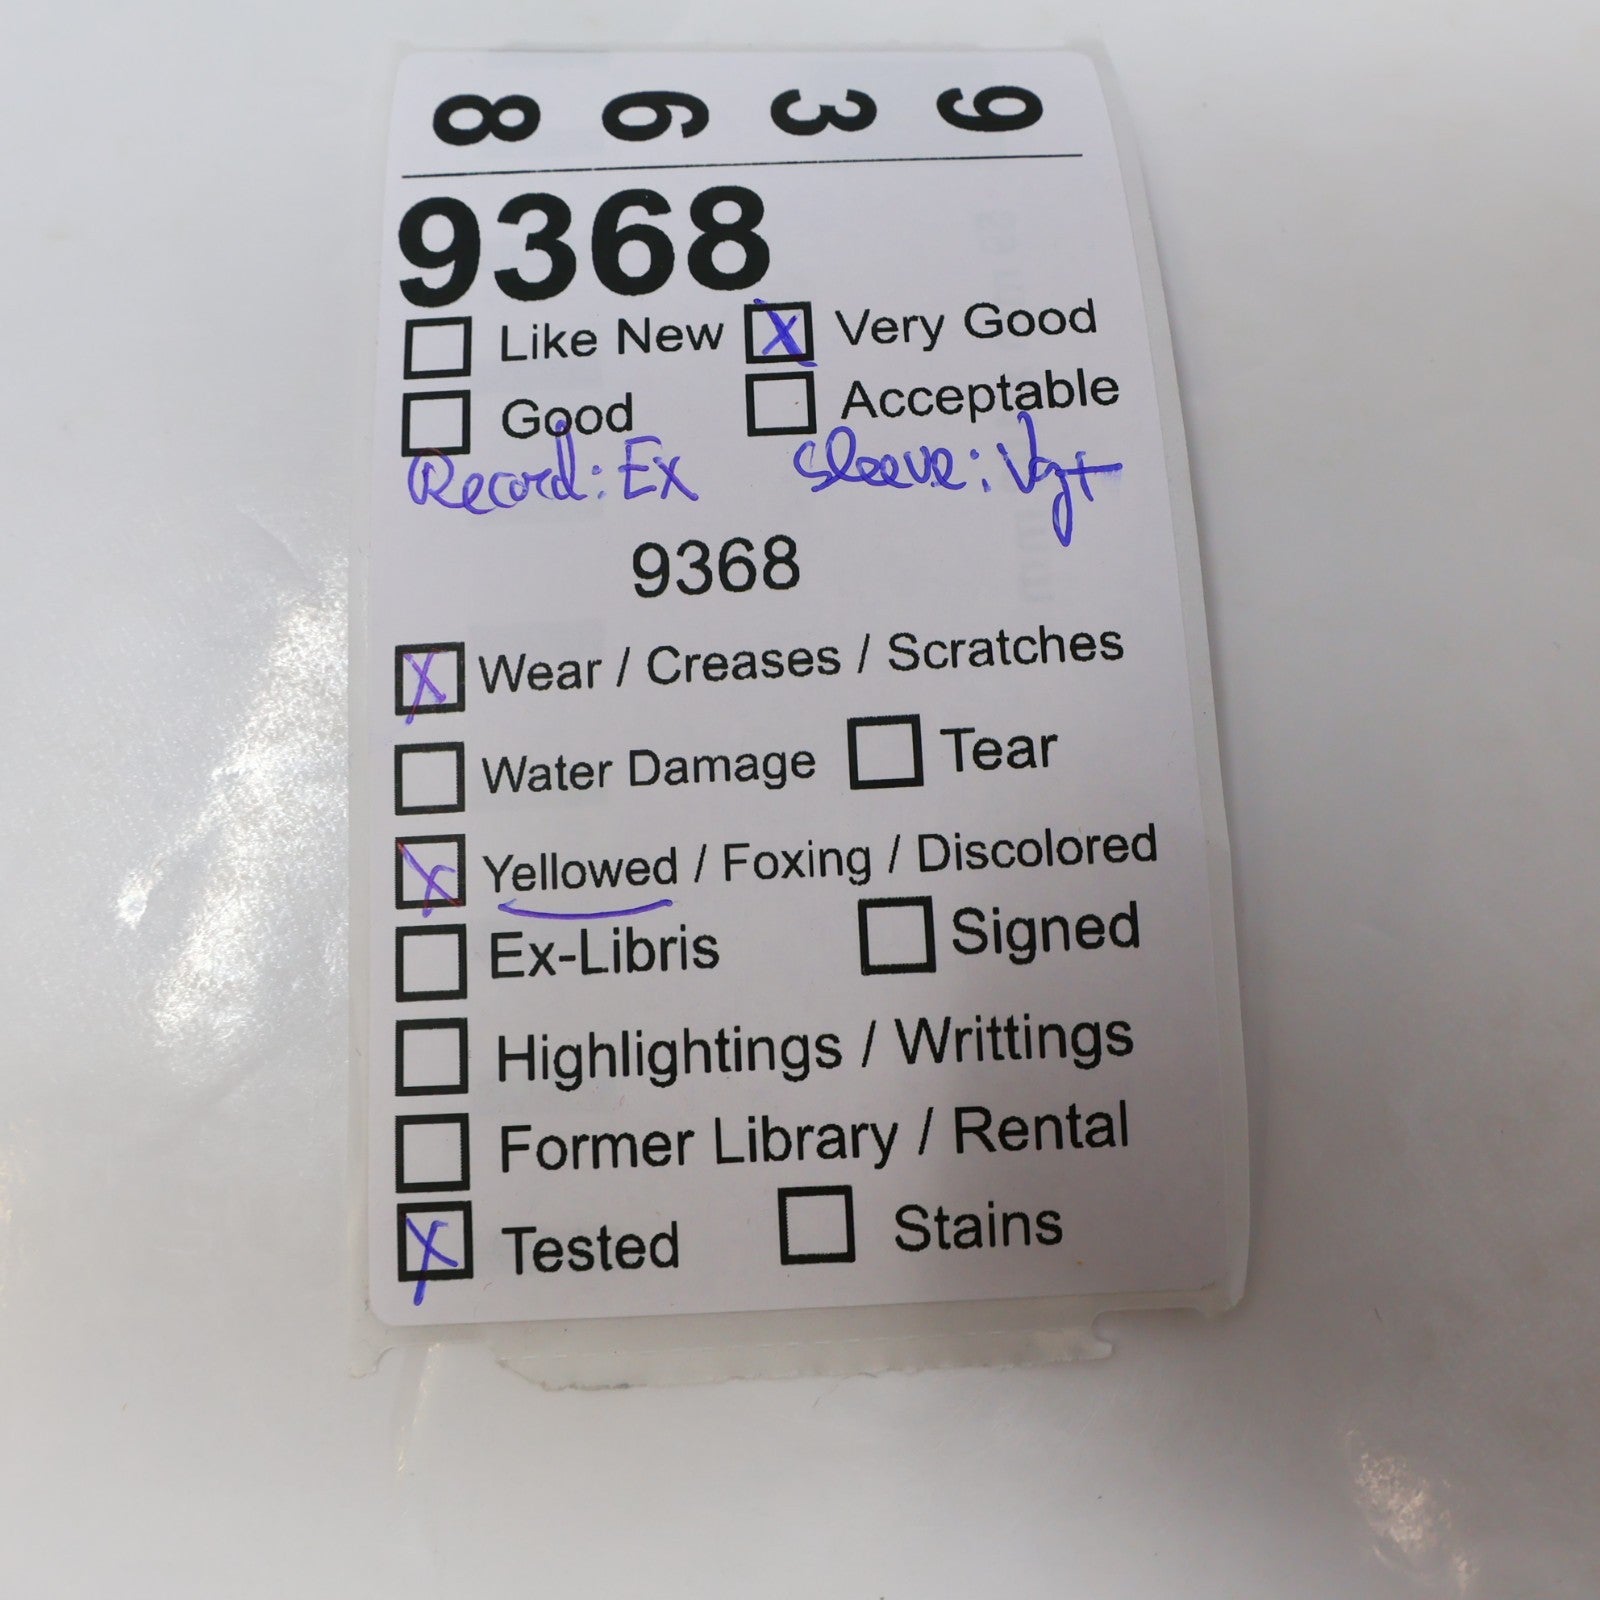 9 3 6 8
9368
Like New Very Good
Good Acceptable
Record: Ex Sleeve: Vg+
9368
Wear / Creases / Scratches
Water Damage Tear
Yellowed / Foxing / Discolored
Ex-Libris Signed
Highlightings / Writtings
Former Library / Rental
Tested Stains